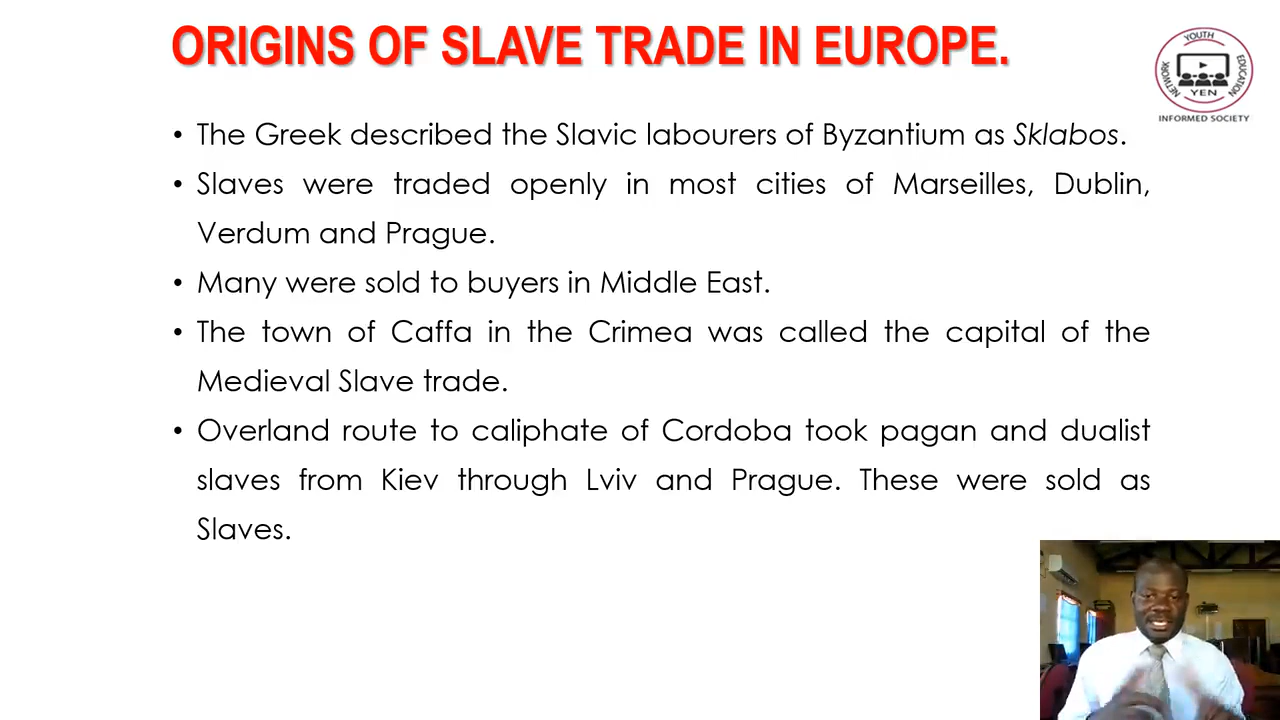 ORIGINS OF SLAVE TRADE IN EUROPE.
YOUTH
EDUCATION
NETWORK
YEN
INFORMED SOCIETY
• The Greek described the Slavic labourers of Byzantium as Sklabos.
• Slaves were traded openly in most cities of Marseilles, Dublin,
Verdum and Prague.
• Many were sold to buyers in Middle East.
• The town of Caffa in the Crimea was called the capital of the
Medieval Slave trade.
• Overland route to caliphate of Cordoba took pagan and dualist
slaves from Kiev through Lviv and Prague. These were sold as
Slaves.